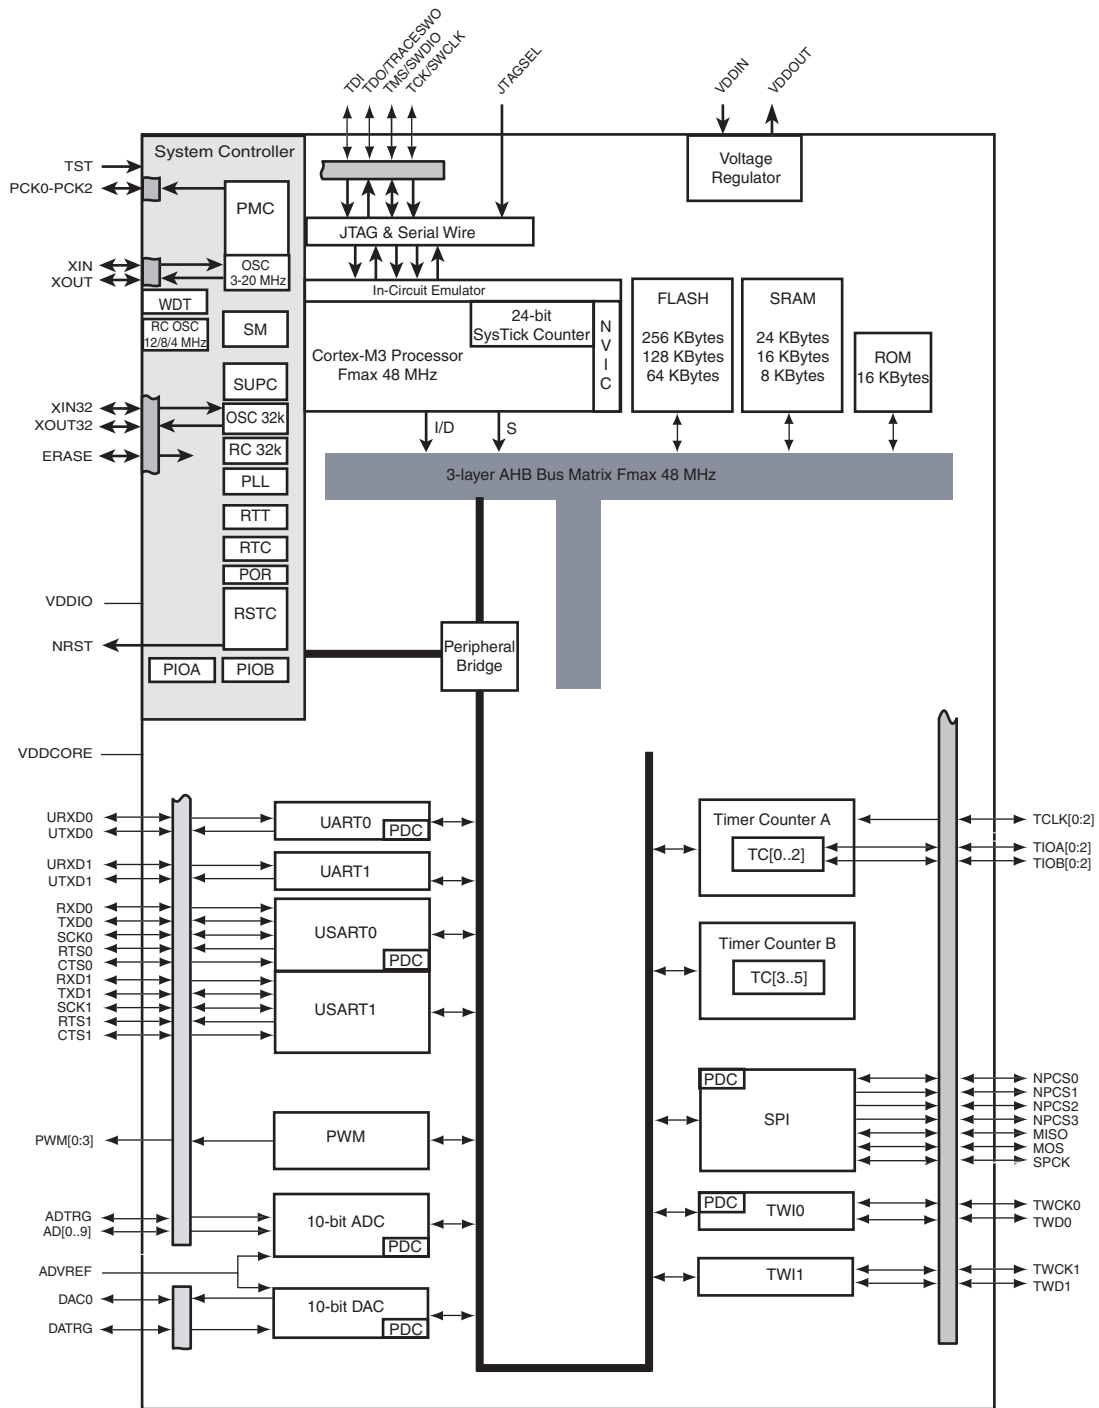 TDI
TDO/TRACESWO
TMS/SWDIO
TCK/SWCLK
JTAGSEL
VDDIN
VDDOUT
System Controller
Voltage
Regulator
TST
PCK0-PCK2
PMC
JTAG & Serial Wire
XIN
XOUT
OSC
3-20 MHz
In-Circuit Emulator
WDT
RC OSC
12/8/4 MHz
SM
24-bit
SysTick Counter
N
V
I
C
Cortex-M3 Processor
Fmax 48 MHz
FLASH
256 KBytes
128 KBytes
64 KBytes
SRAM
24 KBytes
16 KBytes
8 KBytes
ROM
16 KBytes
SUPC
XIN32
XOUT32
OSC 32k
I/D
S
ERASE
RC 32k
3-layer AHB Bus Matrix Fmax 48 MHz
PLL
RTT
RTC
POR
VDDIO
RSTC
NRST
Peripheral
Bridge
PIOA
PIOB
VDDCORE
URXD0
UTXD0
UART0
PDC
URXD1
UTXD1
UART1
RXD0
TXD0
SCK0
RTS0
CTS0
USART0
PDC
RXD1
TXD1
SCK1
RTS1
CTS1
USART1
PWM[0:3]
PWM
ADTRG
AD[0..9]
10-bit ADC
PDC
ADVREF
DAC0
DATRG
10-bit DAC
PDC
Timer Counter A
TC[0..2]
TCLK[0:2]
TIOA[0:2]
TIOB[0:2]
Timer Counter B
TC[3..5]
PDC
SPI
NPCS0
NPCS1
NPCS2
NPCS3
MISO
MOS
SPCK
PDC
TWI0
TWCK0
TWD0
TWI1
TWCK1
TWD1